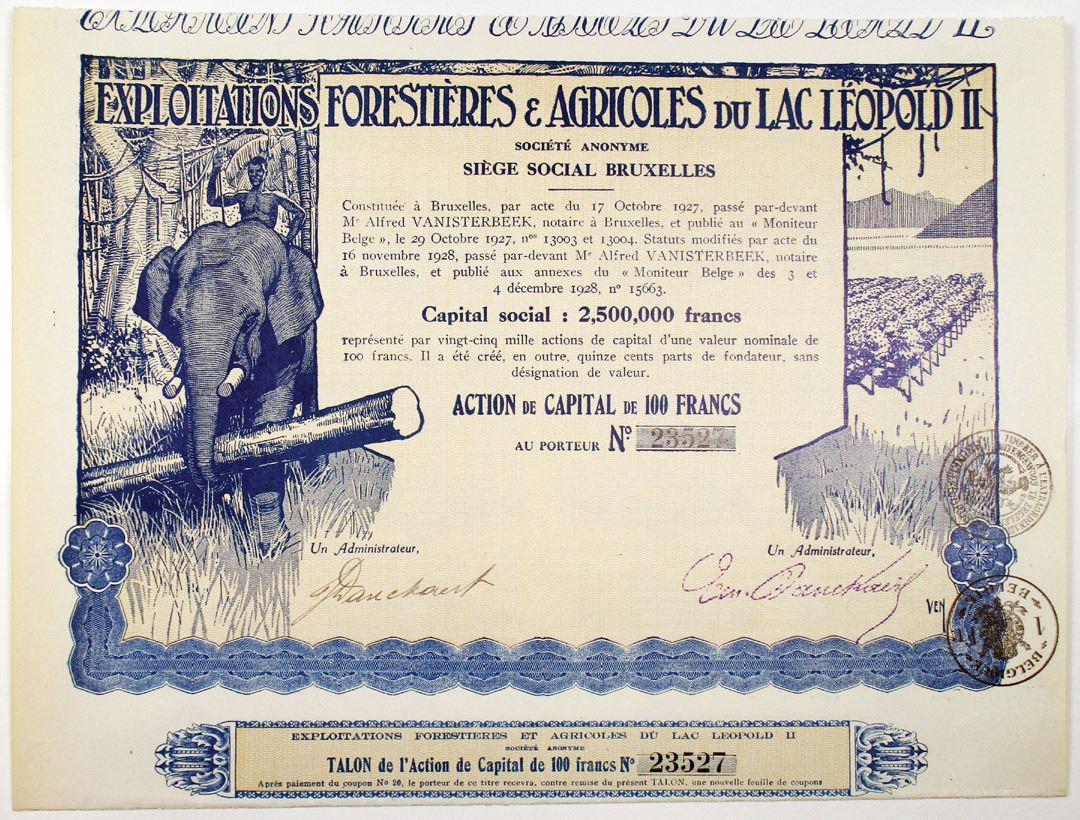 EXPLOITATIONS FORESTIÈRES & AGRICOLES DU LAC LÉOPOLD II
SOCIÉTÉ ANONYME
SIÈGE SOCIAL BRUXELLES
Constituée à Bruxelles, par acte du 17 Octobre 1927, passé par-devant
Me Alfred VANISTERBEEK, notaire à Bruxelles, et publié au « Moniteur
Belge », le 29 Octobre 1927, nos 13003 et 13004. Statuts modifiés par acte du
16 novembre 1928, passé par-devant Me Alfred VANISTERBEEK, notaire
à Bruxelles, et publié aux annexes du « Moniteur Belge » des 3 et
4 décembre 1928, no 15663.
Capital social : 2,500,000 francs
représenté par vingt-cinq mille actions de capital d'une valeur nominale de
100 francs. Il a été créé, en outre, quinze cents parts de fondateur, sans
désignation de valeur.
ACTION DE CAPITAL DE 100 FRANCS
AU PORTEUR No 23527
Un Administrateur,
Un Administrateur,
VEN
EXPLOITATIONS FORESTIERES ET AGRICOLES DU LAC LEOPOLD II
SOCIÉTÉ ANONYME
TALON de l'Action de Capital de 100 francs No 23527
Après paiement du coupon No 20, le porteur de ce titre recevra, contre remise du présent TALON, une nouvelle feuille de coupons